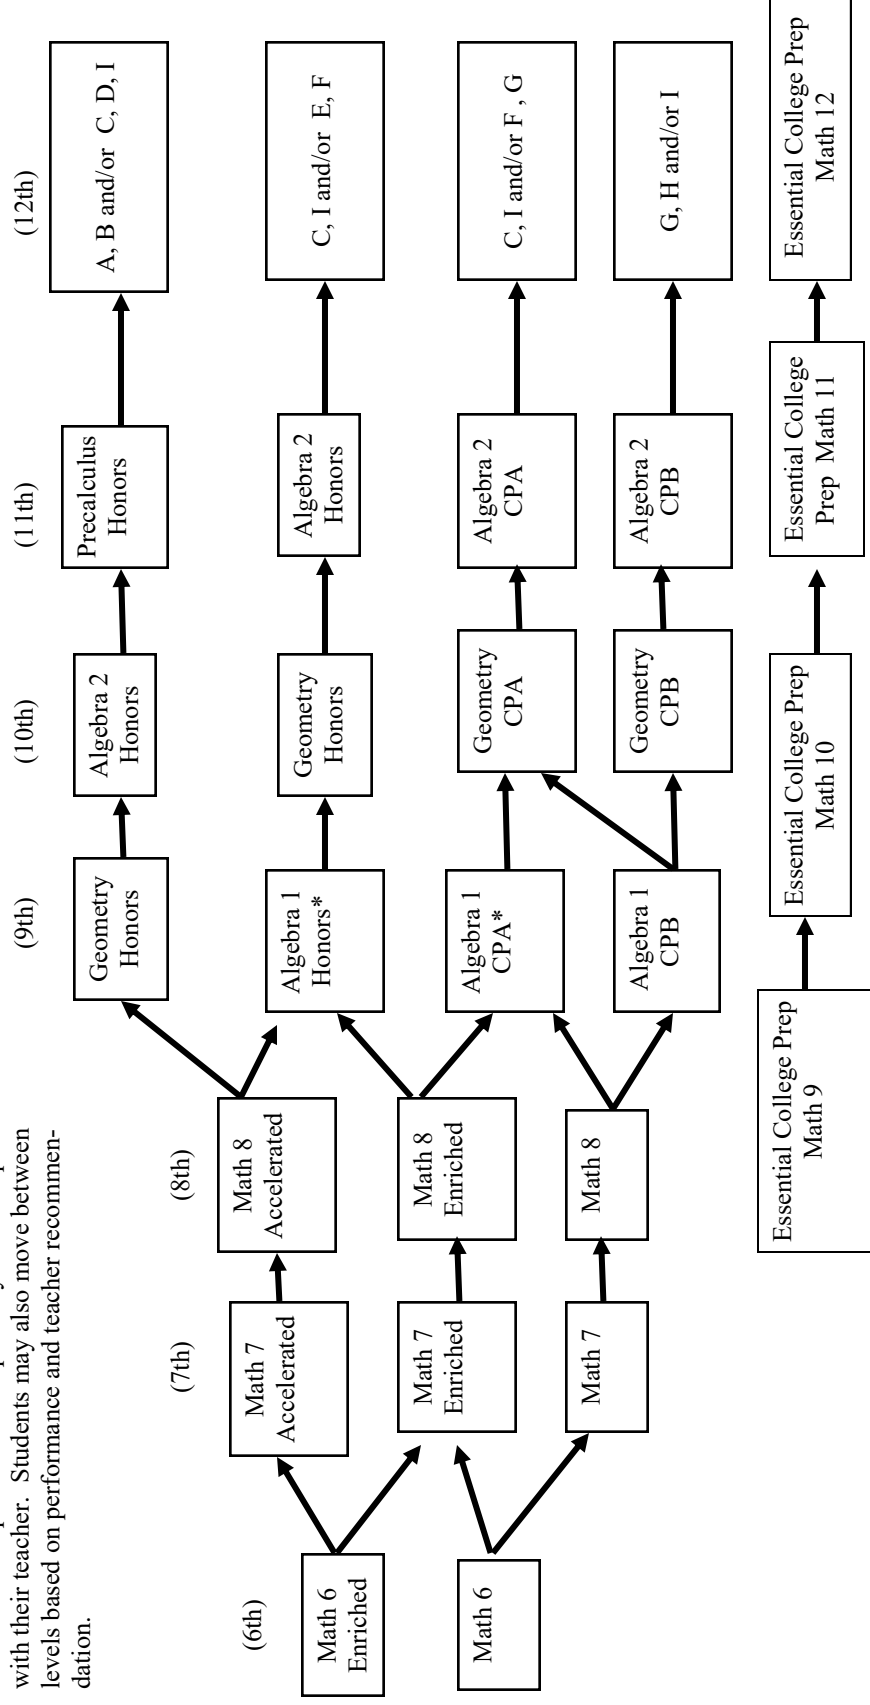 with their teacher. Students may also move between
levels based on performance and teacher recommen-
dation.
(6th)
(7th)
(8th)
(9th)
(10th)
(11th)
(12th)
Math 6
Enriched
Math 6
Math 7
Accelerated
Math 7
Enriched
Math 7
Math 8
Accelerated
Math 8
Enriched
Math 8
Geometry
Honors
Algebra 1
Honors*
Algebra 1
CPA*
Algebra 1
CPB
Essential College Prep
Math 9
Algebra 2
Honors
Geometry
Honors
Geometry
CPA
Geometry
CPB
Essential College Prep
Math 10
Precalculus
Honors
Algebra 2
Honors
Algebra 2
CPA
Algebra 2
CPB
Essential College
Prep Math 11
A, B and/or C, D, I
C, I and/or E, F
C, I and/or F , G
G, H and/or I
Essential College Prep
Math 12